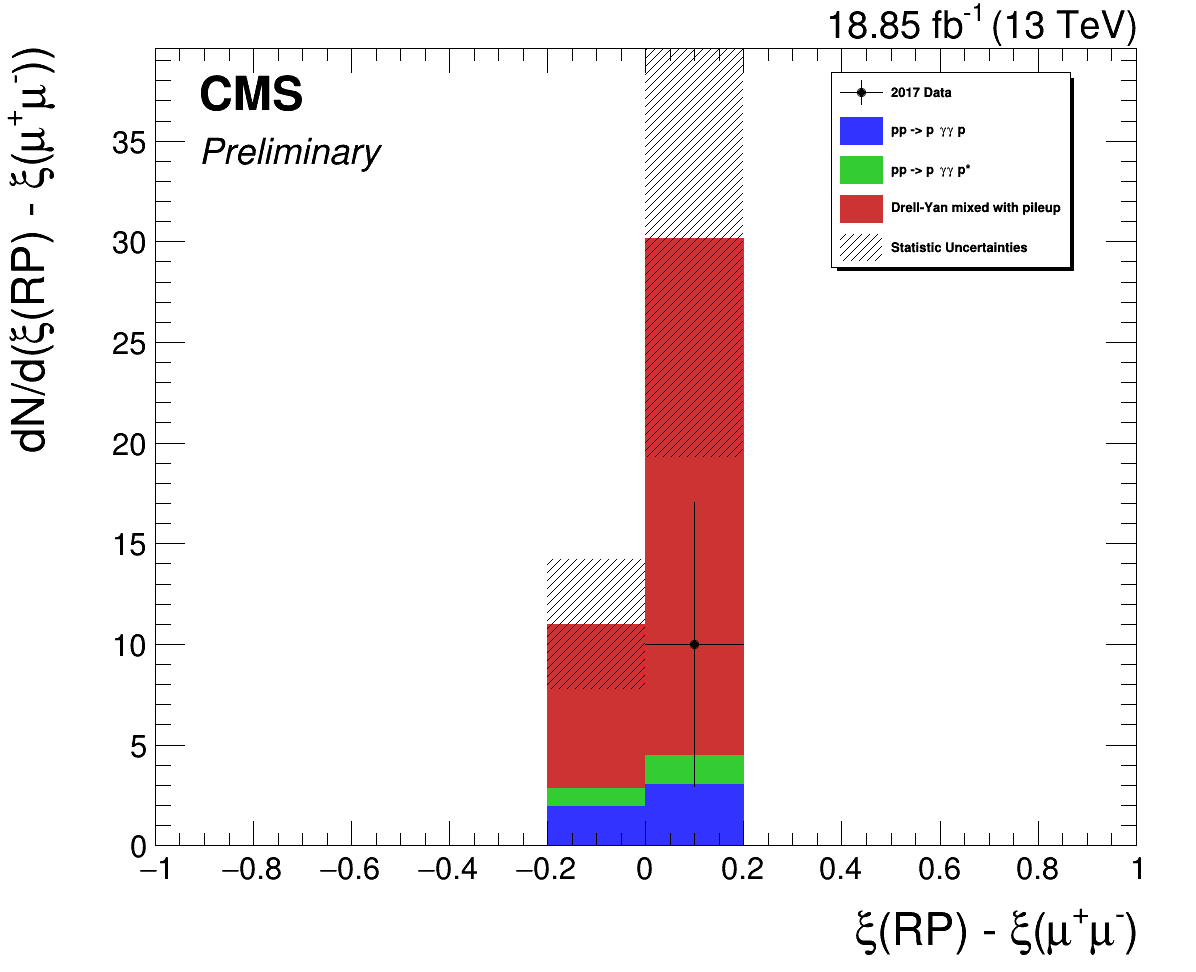 18.85 fb⁻¹ (13 TeV)
CMS
Preliminary
2017 Data
pp -> p γγ p
pp -> p γγ p*
Drell-Yan mixed with pileup
Statistic Uncertainties
dN/d(ξ(RP) - ξ(μ⁺μ⁻))
35
30
25
20
15
10
5
0
−1 −0.8 −0.6 −0.4 −0.2 0 0.2 0.4 0.6 0.8 1
ξ(RP) - ξ(μ⁺μ⁻)